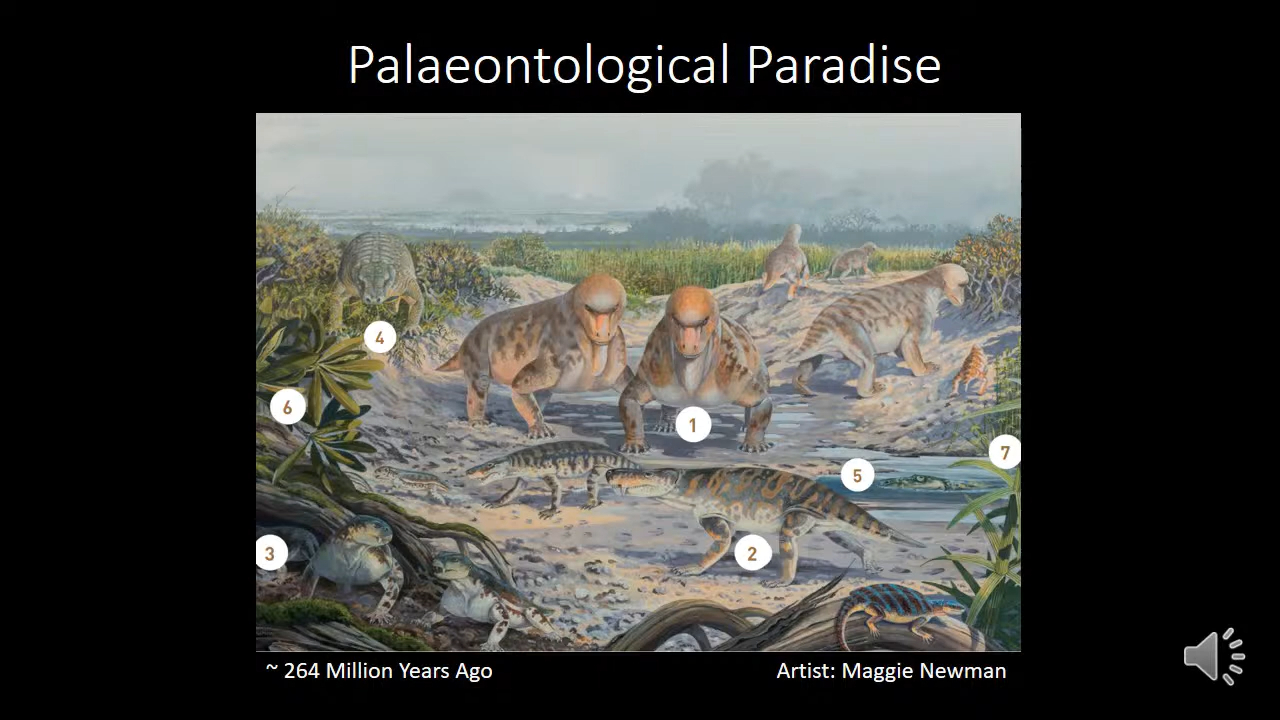 Palaeontological Paradise
4
6
1
7
5
3
2
~ 264 Million Years Ago
Artist: Maggie Newman